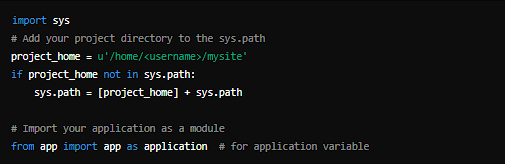 import sys
# Add your project directory to the sys.path
project_home = u'/home/<username>/mysite'
if project_home not in sys.path:
    sys.path = [project_home] + sys.path

# Import your application as a module
from app import app as application  # for application variable